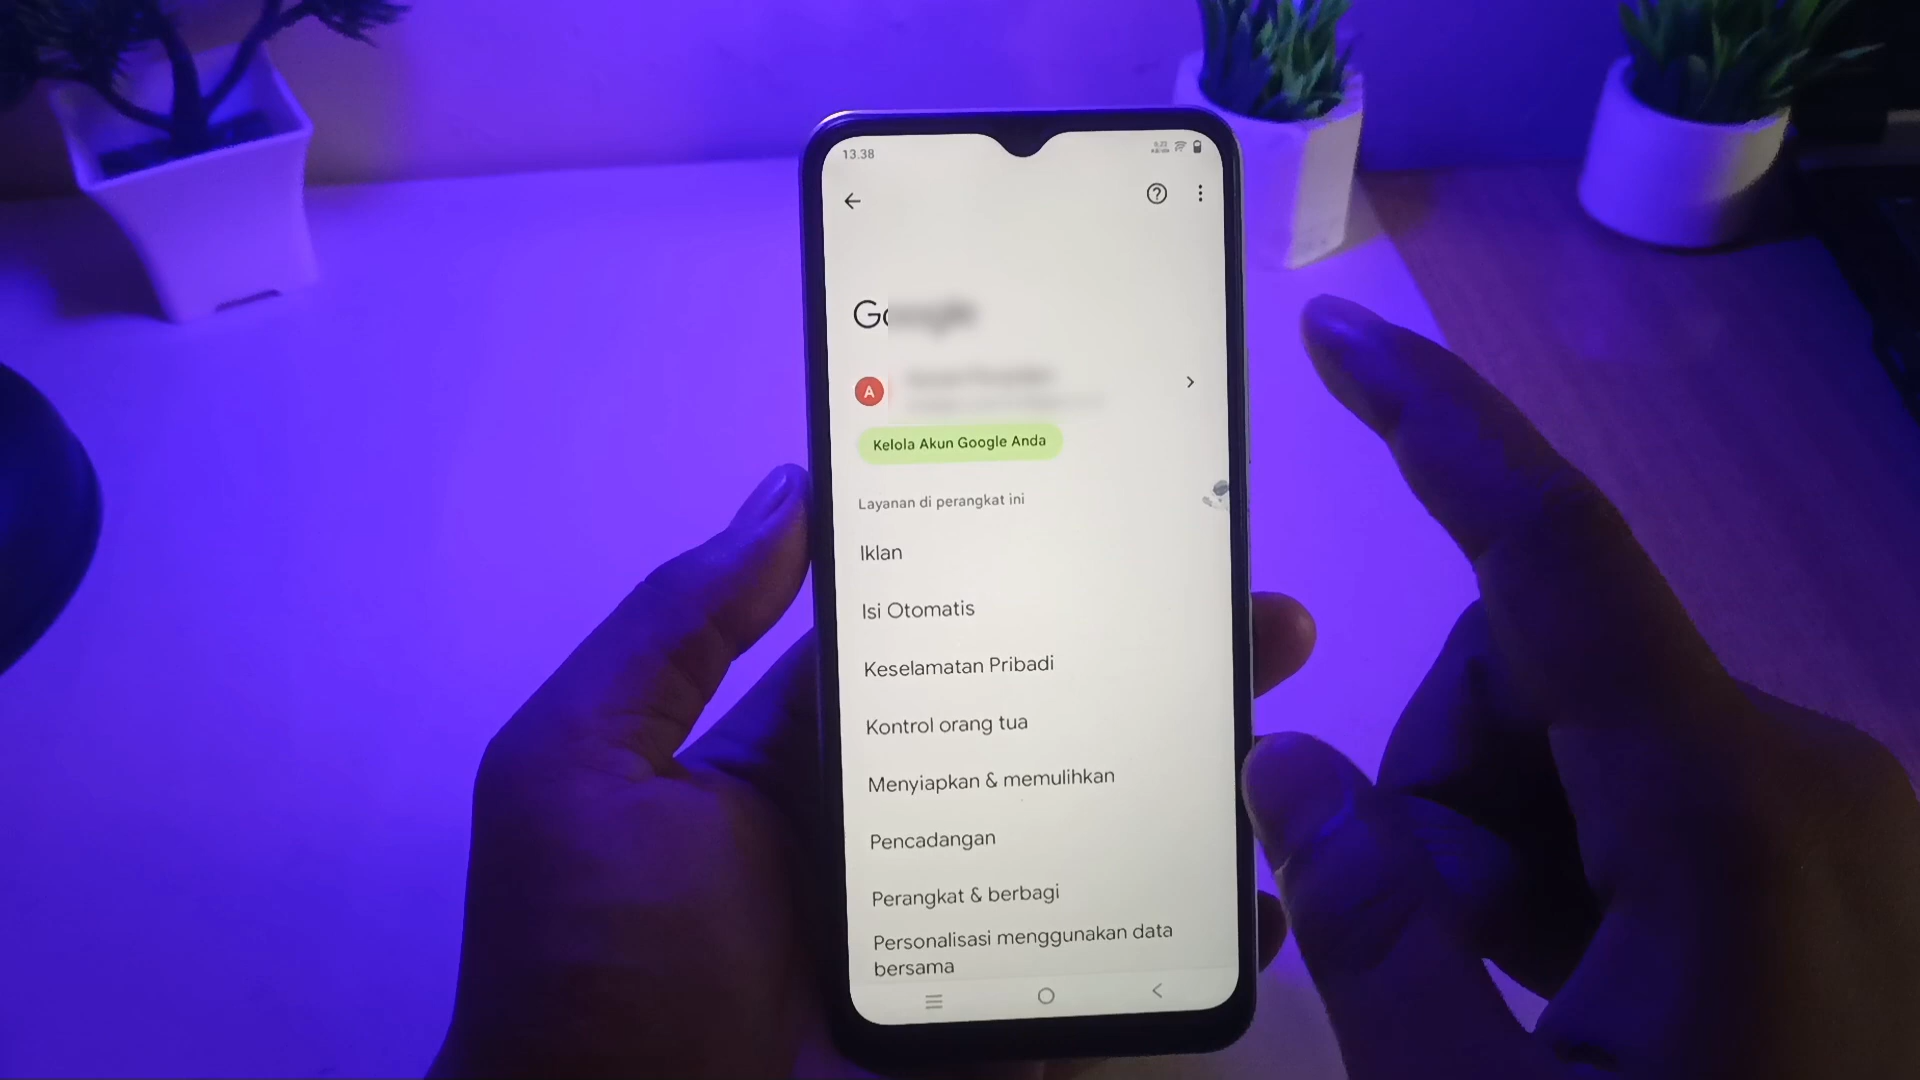 13.38
Kelola Akun Google Anda
Layanan di perangkat ini
Iklan
Isi Otomatis
Keselamatan Pribadi
Kontrol orang tua
Menyiapkan & memulihkan
Pencadangan
Perangkat & berbagi
Personalisasi menggunakan data
bersama
A